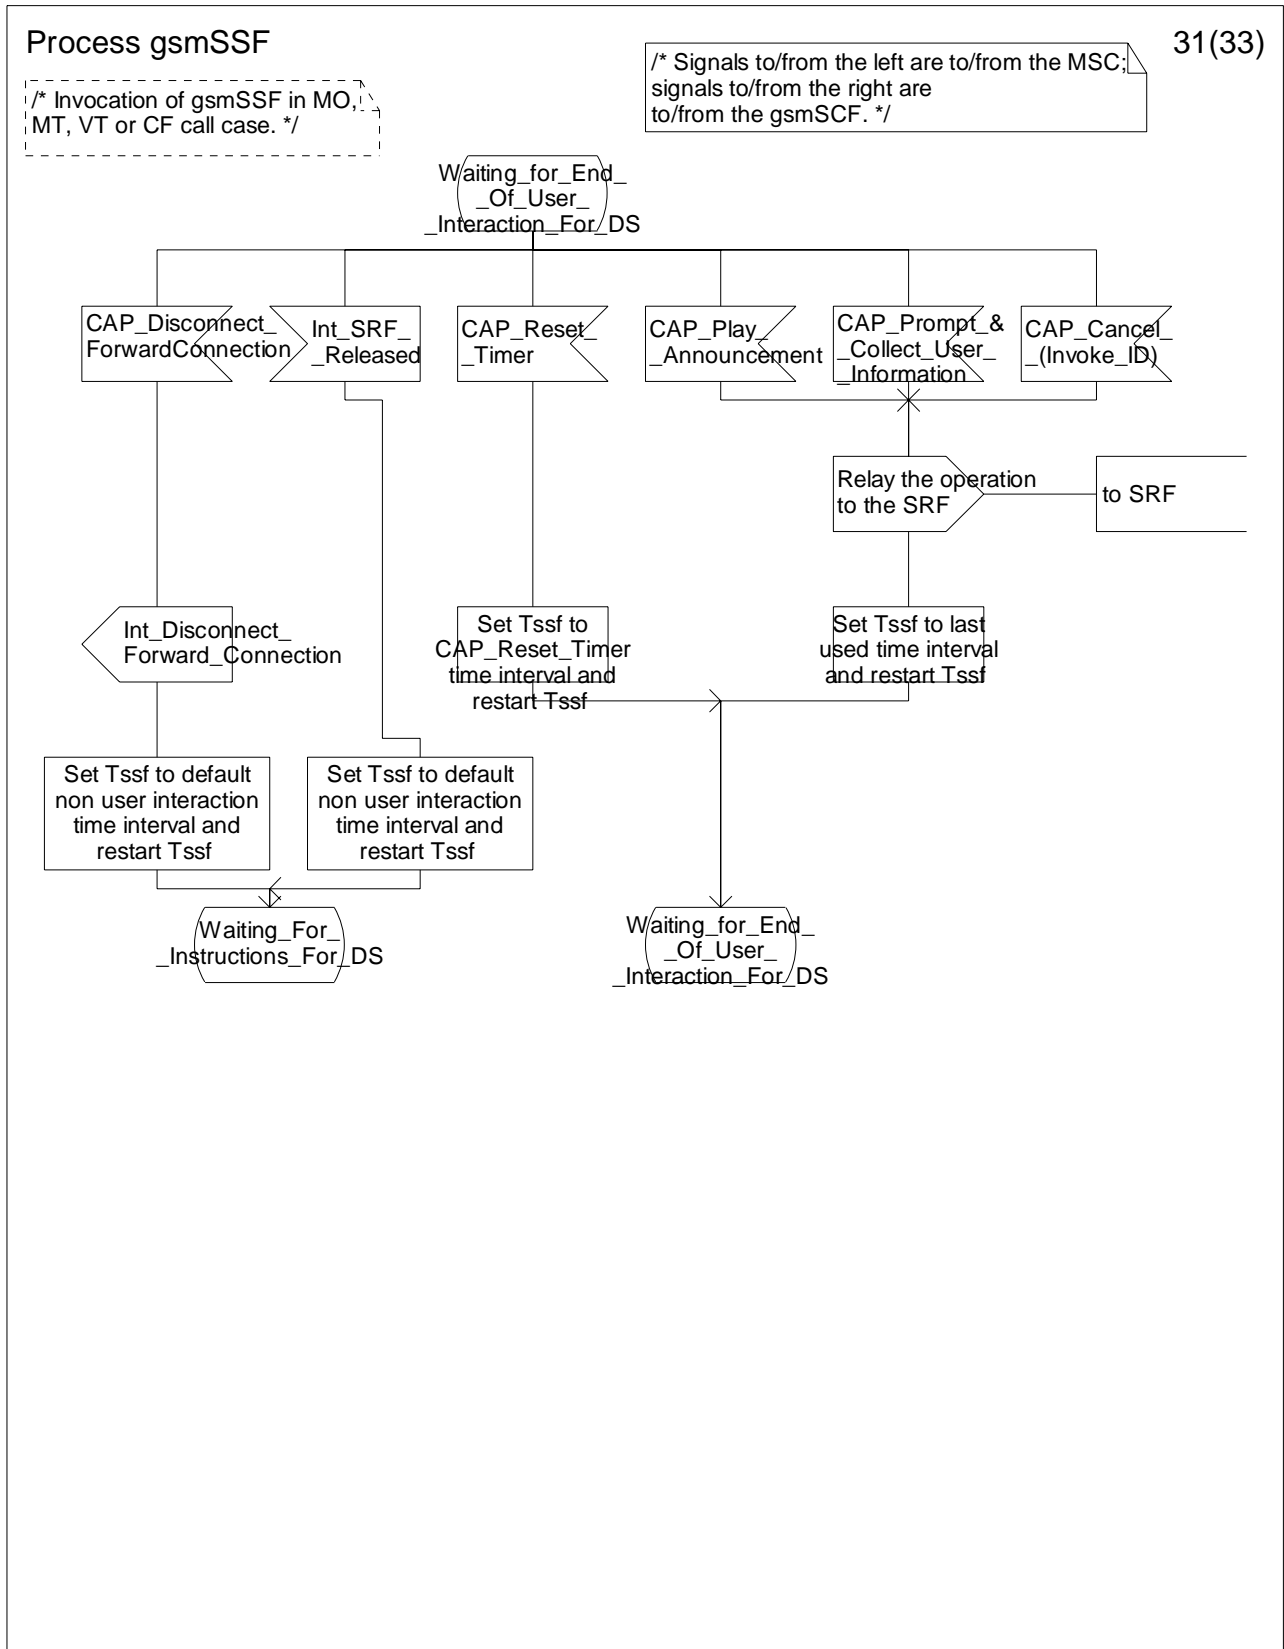 Process gsmSSF
31(33)
/* Invocation of gsmSSF in MO,
MT, VT or CF call case. */
/* Signals to/from the left are to/from the MSC;
signals to/from the right are
to/from the gsmSCF. */
Waiting_for_End_
_Of_User_
_Interaction_For_DS
CAP_Disconnect_
ForwardConnection
Int_SRF_
_Released
CAP_Reset_
_Timer
CAP_Play_
_Announcement
CAP_Prompt_&
_Collect_User_
_Information
CAP_Cancel_
_(Invoke_ID)
Relay the operation
to the SRF
to SRF
Int_Disconnect_
Forward_Connection
Set Tssf to
CAP_Reset_Timer
time interval and
restart Tssf
Set Tssf to last
used time interval
and restart Tssf
Set Tssf to default
non user interaction
time interval and
restart Tssf
Set Tssf to default
non user interaction
time interval and
restart Tssf
Waiting_For_
_Instructions_For_DS
Waiting_for_End_
_Of_User_
_Interaction_For_DS